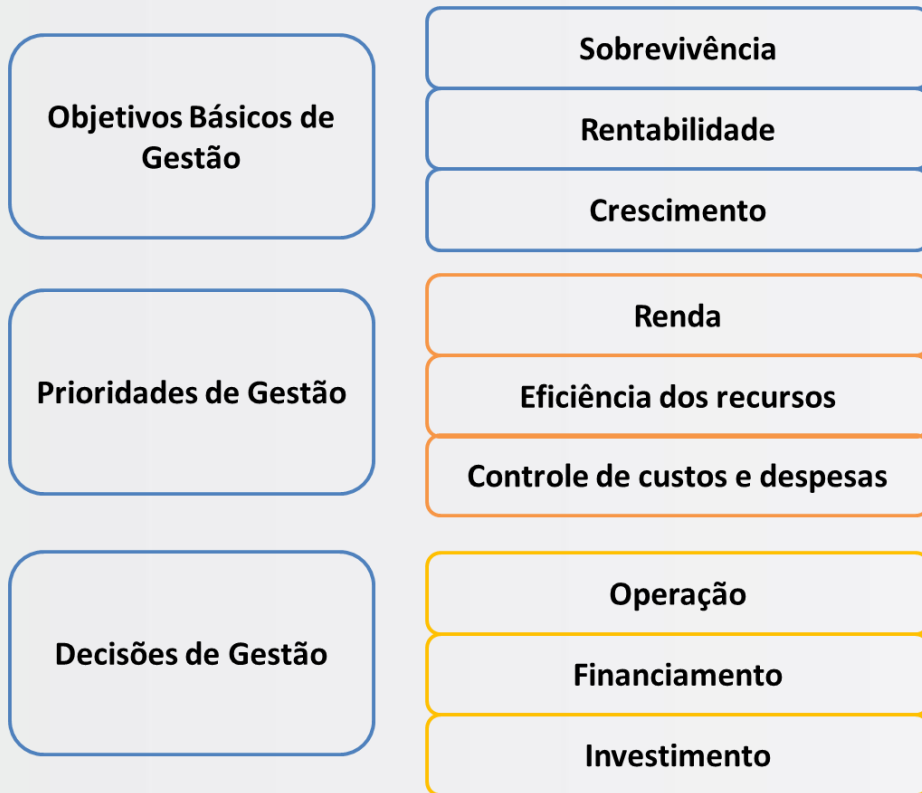 Objetivos Básicos de
Gestão
Sobrevivência
Rentabilidade
Crescimento
Prioridades de Gestão
Renda
Eficiência dos recursos
Controle de custos e despesas
Decisões de Gestão
Operação
Financiamento
Investimento